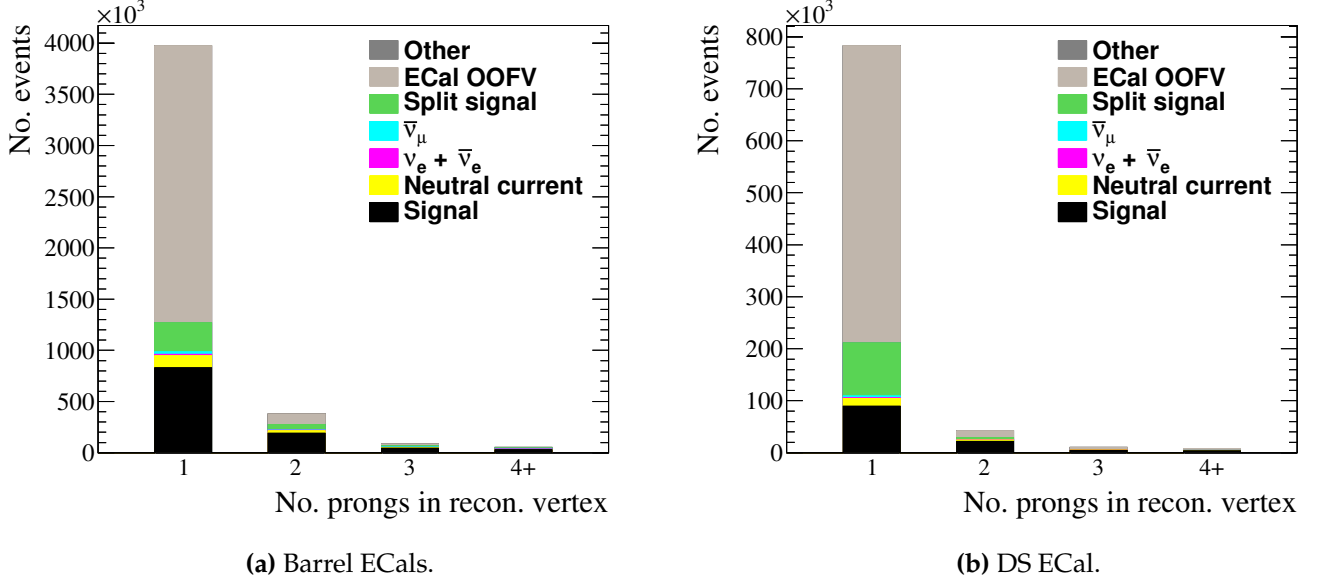 ×10³
No. events
4000
3500
3000
2500
2000
1500
1000
500
0
1 2 3 4+
No. prongs in recon. vertex
Other
ECal OOFV
Split signal
ν̅μ
νe + ν̅e
Neutral current
Signal
(a) Barrel ECals.
×10³
No. events
800
700
600
500
400
300
200
100
0
1 2 3 4+
No. prongs in recon. vertex
Other
ECal OOFV
Split signal
ν̅μ
νe + ν̅e
Neutral current
Signal
(b) DS ECal.